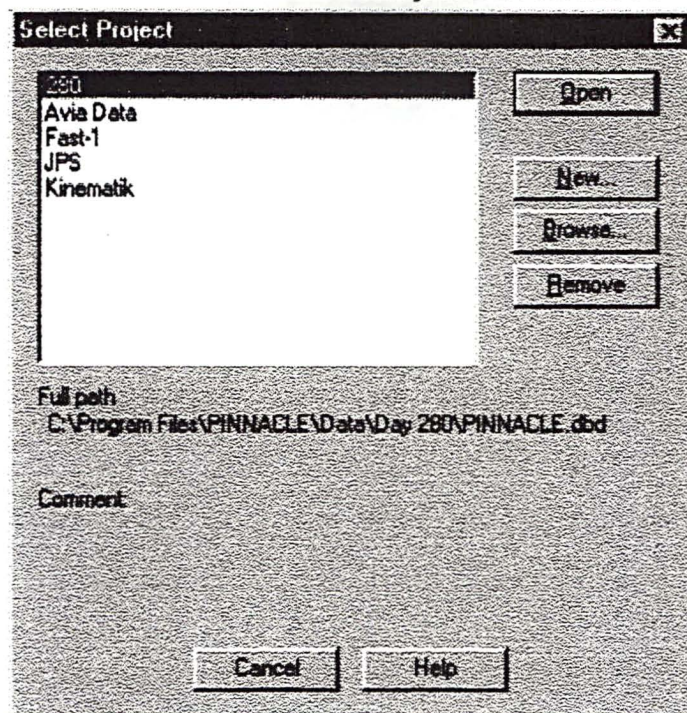 Select Project
280
Avia Data
Fast-1
JPS
Kinematik
Open
New...
Browse...
Remove
Full path
C:\Program Files\PINNACLE\Data\Day 280\PINNACLE.dbd
Comment:
Cancel
Help